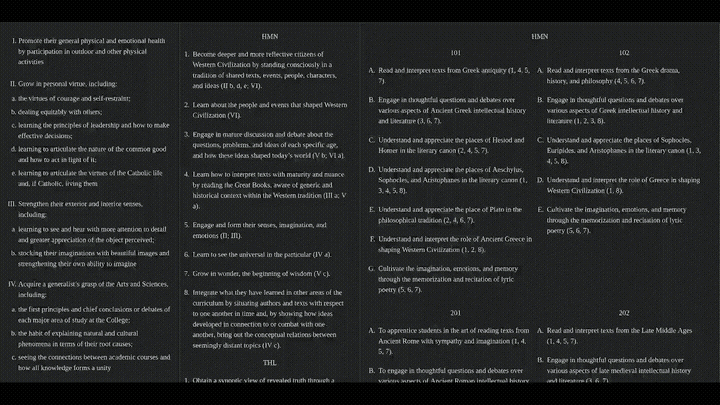 I. Promote their general physical and emotional health
by participation in outdoor and other physical
activities
II. Grow in personal virtue, including:
a. the virtues of courage and self-restraint;
b. dealing equitably with others;
c. learning the principles of leadership and how to make
effective decisions;
d. learning to articulate the nature of the common good
and how to act in light of it;
e. learning to articulate the virtues of the Catholic life
and, if Catholic, living them
III. Strengthen their exterior and interior senses,
including:
a. learning to see and hear with more attention to detail
and greater appreciation of the object perceived;
b. stocking their imaginations with beautiful images and
strengthening their own ability to imagine
IV. Acquire a generalist's grasp of the Arts and Sciences,
including:
a. the first principles and chief conclusions or debates of
each major area of study at the College;
b. the habit of explaining natural and cultural
phenomena in terms of their root causes;
c. seeing the connections between academic courses and
how all knowledge forms a unity
HMN
1. Become deeper and more reflective citizens of
Western Civilization by standing consciously in a
tradition of shared texts, events, people, characters,
and ideas (II b, d, e; VI).
2. Learn about the people and events that shaped Western
Civilization (VI).
3. Engage in mature discussion and debate about the
questions, problems, and ideas of each specific age,
and how these ideas shaped today's world (V b; VI a).
4. Learn how to interpret texts with maturity and nuance
by reading the Great Books, aware of generic and
historical context within the Western tradition (III a; V
a).
5. Engage and form their senses, imagination, and
emotions (II; III).
6. Learn to see the universal in the particular (IV a).
7. Grow in wonder, the beginning of wisdom (V c).
8. Integrate what they have learned in other areas of the
curriculum by situating authors and texts with respect
to one another in time and, by showing how ideas
developed in connection to or combat with one
another, bring out the conceptual relations between
seemingly distant topics (IV c).
THL
1. Obtain a synoptic view of revealed truth through a
HMN
101
A. Read and interpret texts from Greek antiquity (1, 4, 5,
7).
B. Engage in thoughtful questions and debates over
various aspects of Ancient Greek intellectual history
and literature (3, 6, 7).
C. Understand and appreciate the places of Hesiod and
Homer in the literary canon (2, 4, 5, 7).
D. Understand and appreciate the places of Aeschylus,
Sophocles, and Aristophanes in the literary canon (1,
3, 4, 5, 8).
E. Understand and appreciate the place of Plato in the
philosophical tradition (2, 4, 6, 7).
F. Understand and interpret the role of Ancient Greece in
Western Civilization (1, 2, 8).
G. Cultivate the imagination, emotions, and memory
through the memorization and recitation of lyric
poetry (5, 6, 7).
201
A. To apprentice students in the art of reading texts from
Ancient Rome with sympathy and imagination (1, 4,
5, 7).
B. To engage in thoughtful questions and debates over
various aspects of Ancient Roman intellectual history
102
A. Read and interpret texts from the Greek drama,
history, and philosophy (4, 5, 6, 7).
B. Engage in thoughtful questions and debates over
various aspects of Greek intellectual history and
literature (1, 2, 3, 8).
C. Understand and appreciate the places of Sophocles,
Euripides, and Aristophanes in the literary canon (1, 3,
4, 5, 8).
D. Understand and interpret the role of Greece in shaping
Western Civilization (1, 8).
E. Cultivate the imagination, emotions, and memory
through the memorization and recitation of lyric
poetry (5, 6, 7).
202
A. Read and interpret texts from the Late Middle Ages
(1, 4, 5, 7).
B. Engage in thoughtful questions and debates over
various aspects of late medieval intellectual history
and literature (3, 6, 7).